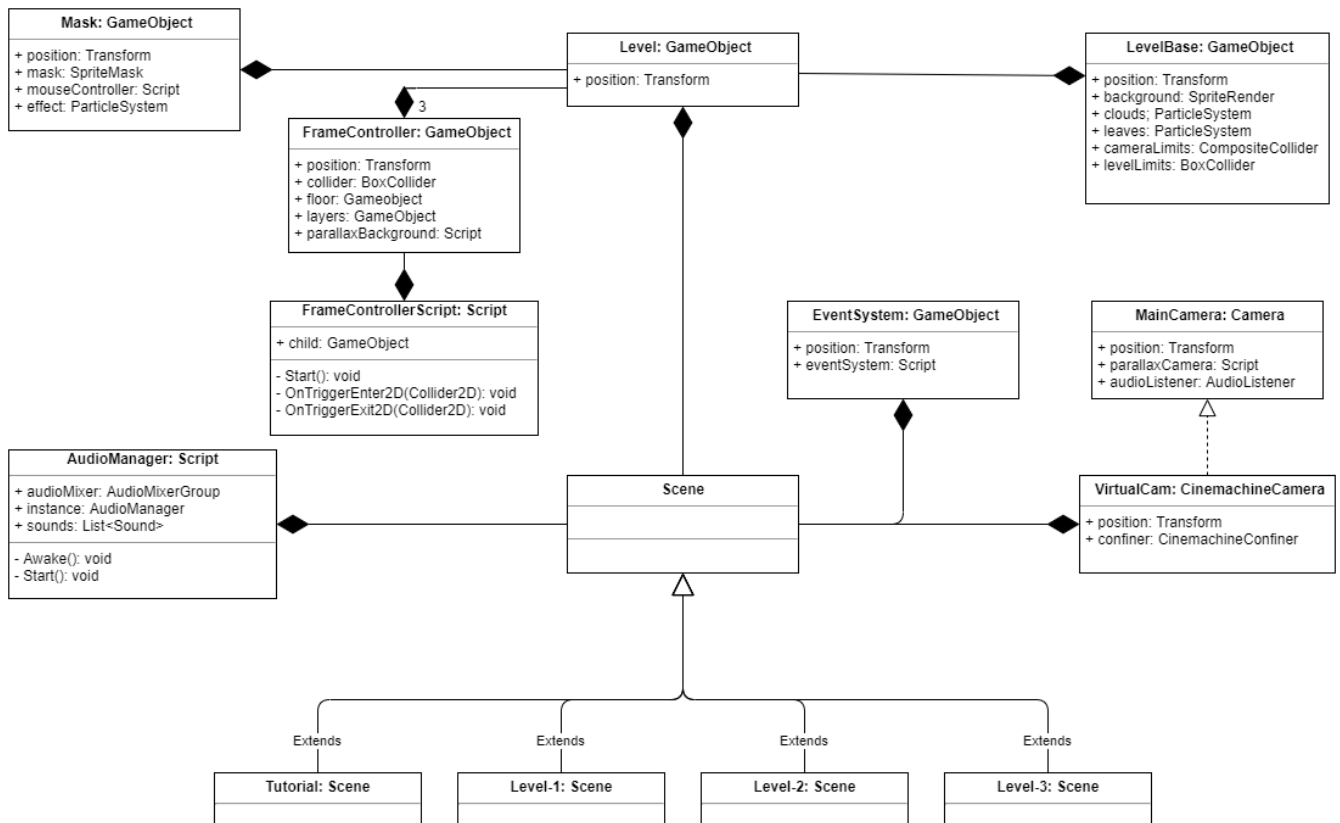 Mask: GameObject
+ position: Transform
+ mask: SpriteMask
+ mouseController: Script
+ effect: ParticleSystem
Level: GameObject
+ position: Transform
LevelBase: GameObject
+ position: Transform
+ background: SpriteRender
+ clouds; ParticleSystem
+ leaves: ParticleSystem
+ cameraLimits: CompositeCollider
+ levelLimits: BoxCollider
3
FrameController: GameObject
+ position: Transform
+ collider: BoxCollider
+ floor: Gameobject
+ layers: GameObject
+ parallaxBackground: Script
FrameControllerScript: Script
+ child: GameObject
- Start(): void
- OnTriggerEnter2D(Collider2D): void
- OnTriggerExit2D(Collider2D): void
EventSystem: GameObject
+ position: Transform
+ eventSystem: Script
MainCamera: Camera
+ position: Transform
+ parallaxCamera: Script
+ audioListener: AudioListener
AudioManager: Script
+ audioMixer: AudioMixerGroup
+ instance: AudioManager
+ sounds: List<Sound>
- Awake(): void
- Start(): void
Scene
VirtualCam: CinemachineCamera
+ position: Transform
+ confiner: CinemachineConfiner
Extends
Extends
Extends
Extends
Tutorial: Scene
Level-1: Scene
Level-2: Scene
Level-3: Scene